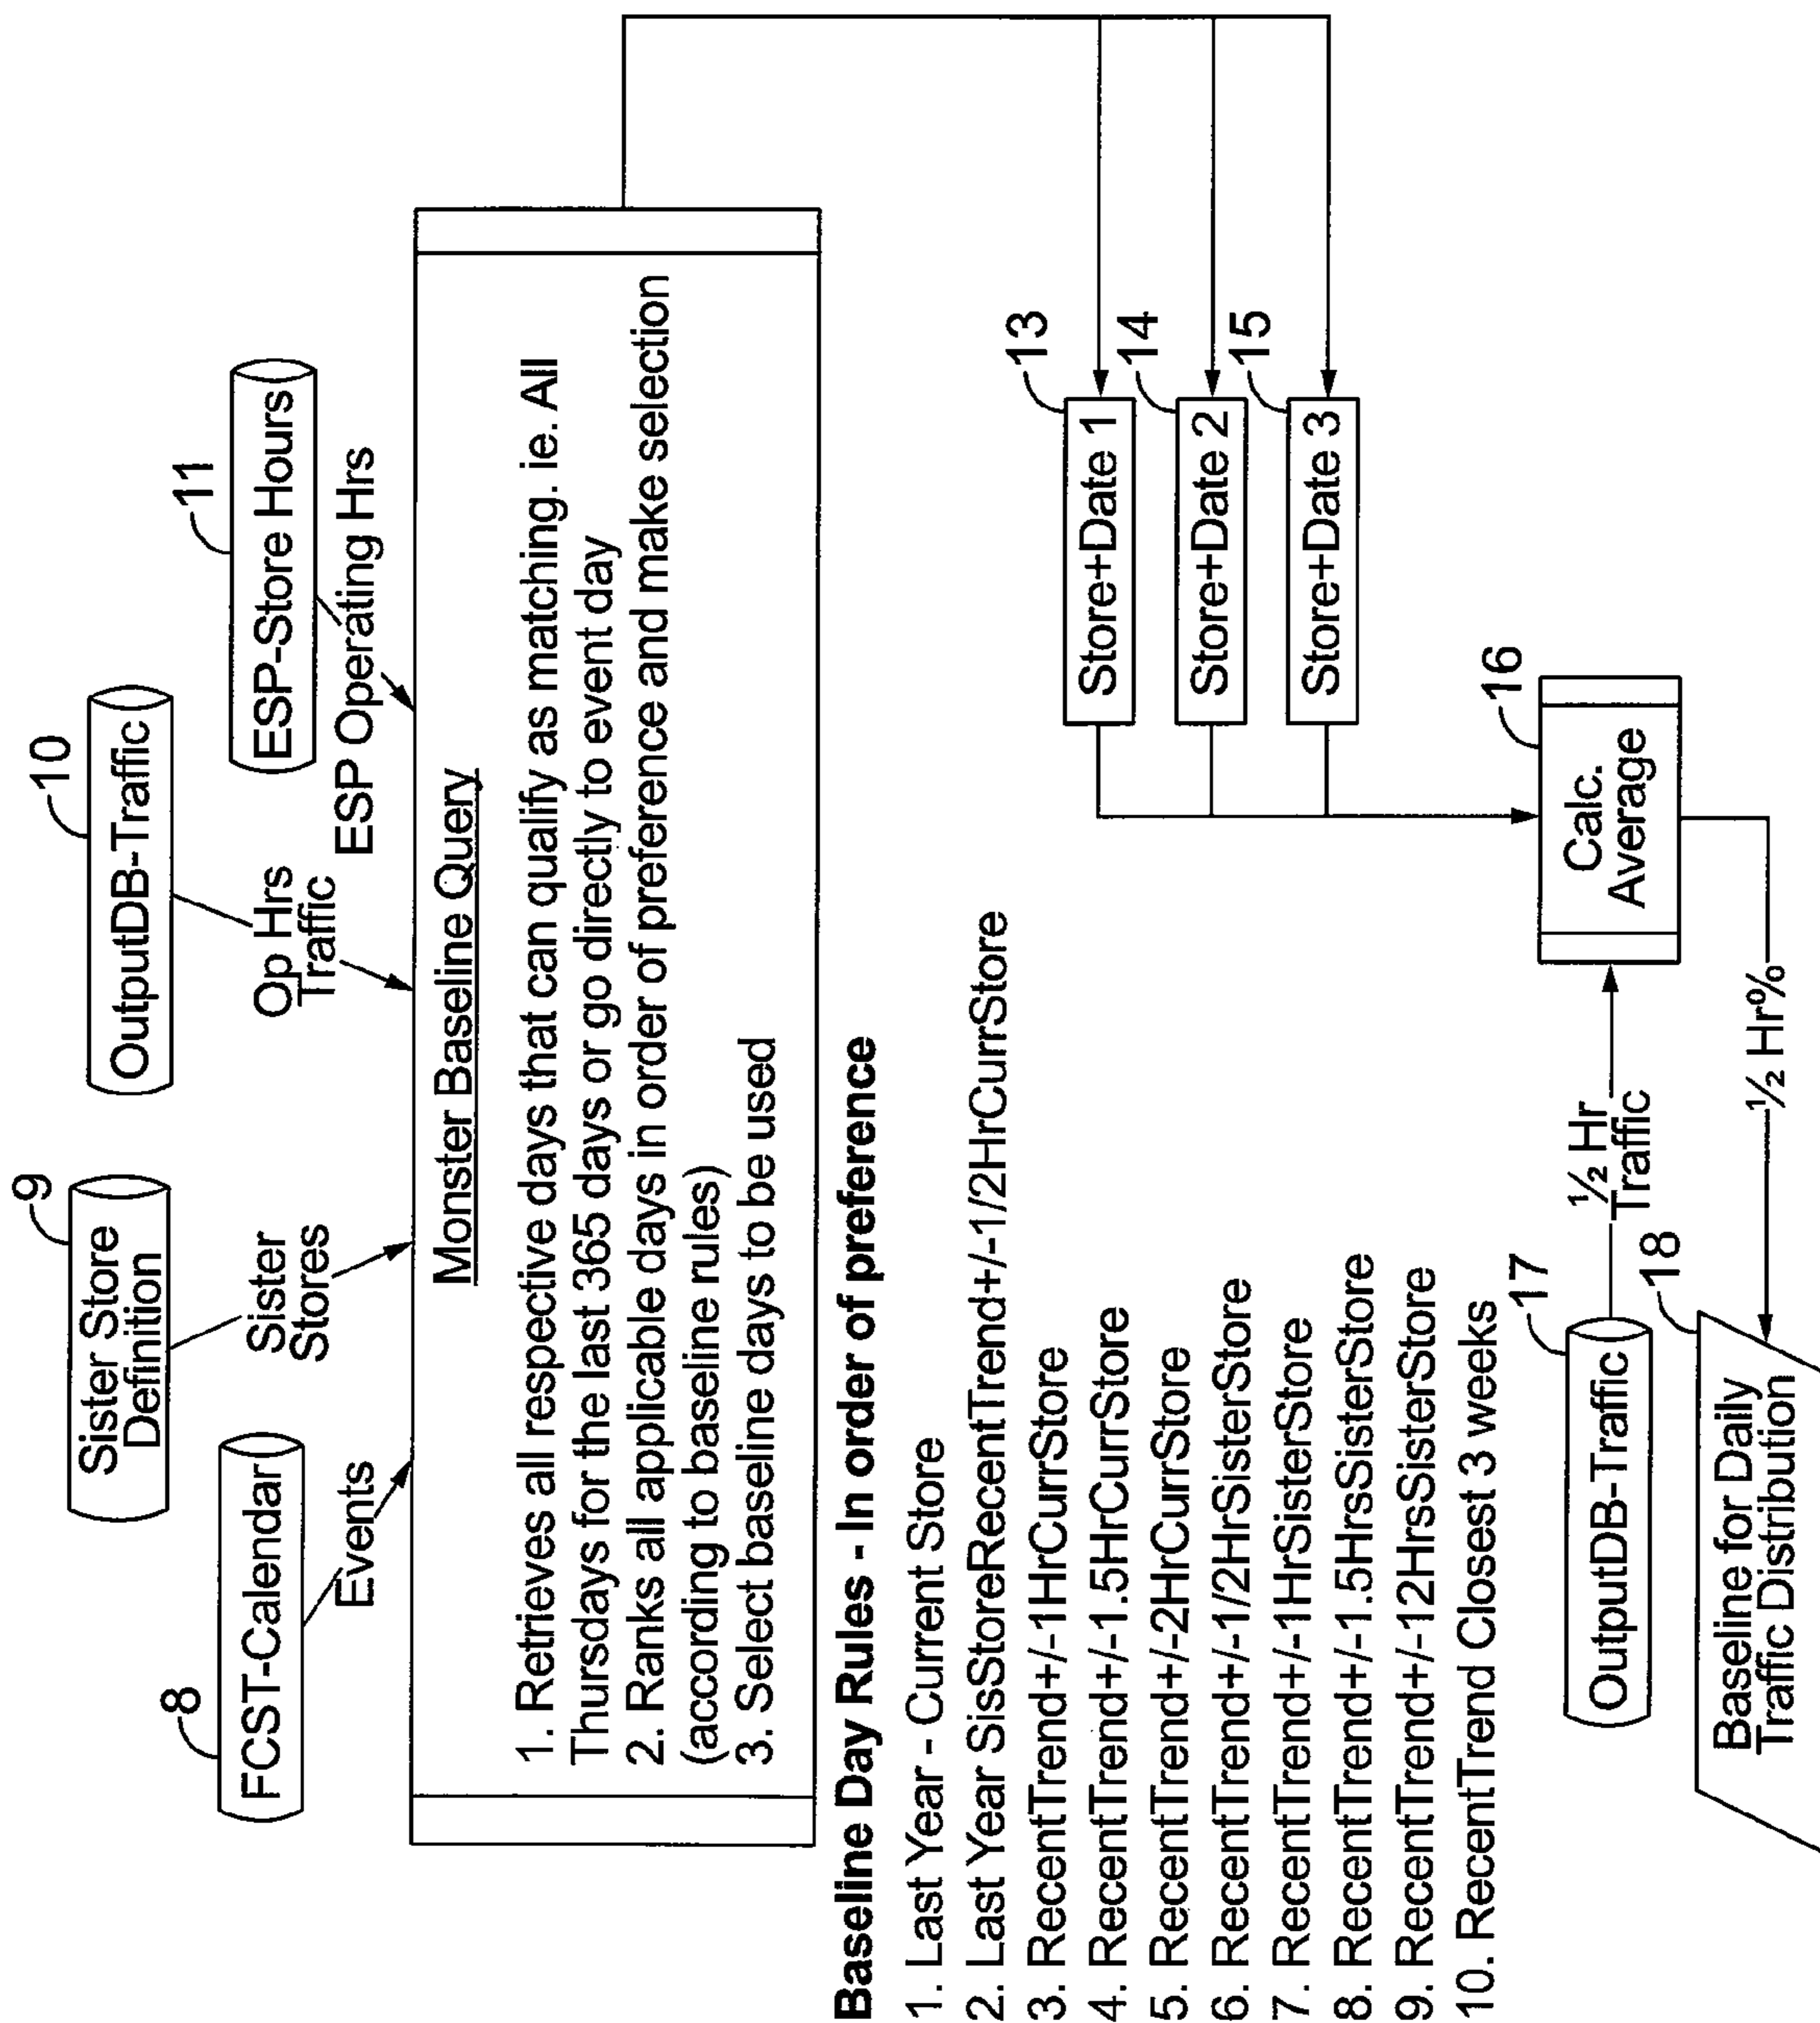 8
FCST-Calendar
Events
9
Sister Store
Definition
Sister
Stores
10
OutputDB-Traffic
Op Hrs
Traffic
11
ESP-Store Hours
ESP Operating Hrs
Monster Baseline Query
1. Retrieves all respective days that can qualify as matching. ie. All
Thursdays for the last 365 days or go directly to event day
2. Ranks all applicable days in order of preference and make selection
(according to baseline rules)
3. Select baseline days to be used
Baseline Day Rules - In order of preference
1. Last Year - Current Store
2. Last Year SisStoreRecentTrend+/-1/2HrCurrStore
3. RecentTrend+/-1HrCurrStore
4. RecentTrend+/-1.5HrCurrStore
5. RecentTrend+/-2HrCurrStore
6. RecentTrend+/-1/2HrSisterStore
7. RecentTrend+/-1HrSisterStore
8. RecentTrend+/-1.5HrsSisterStore
9. RecentTrend+/-12HrsSisterStore
10. RecentTrend Closest 3 weeks
13
Store+Date 1
14
Store+Date 2
15
Store+Date 3
16
Calc.
Average
17
OutputDB-Traffic
½ Hr
Traffic
½ Hr%
18
Baseline for Daily
Traffic Distribution